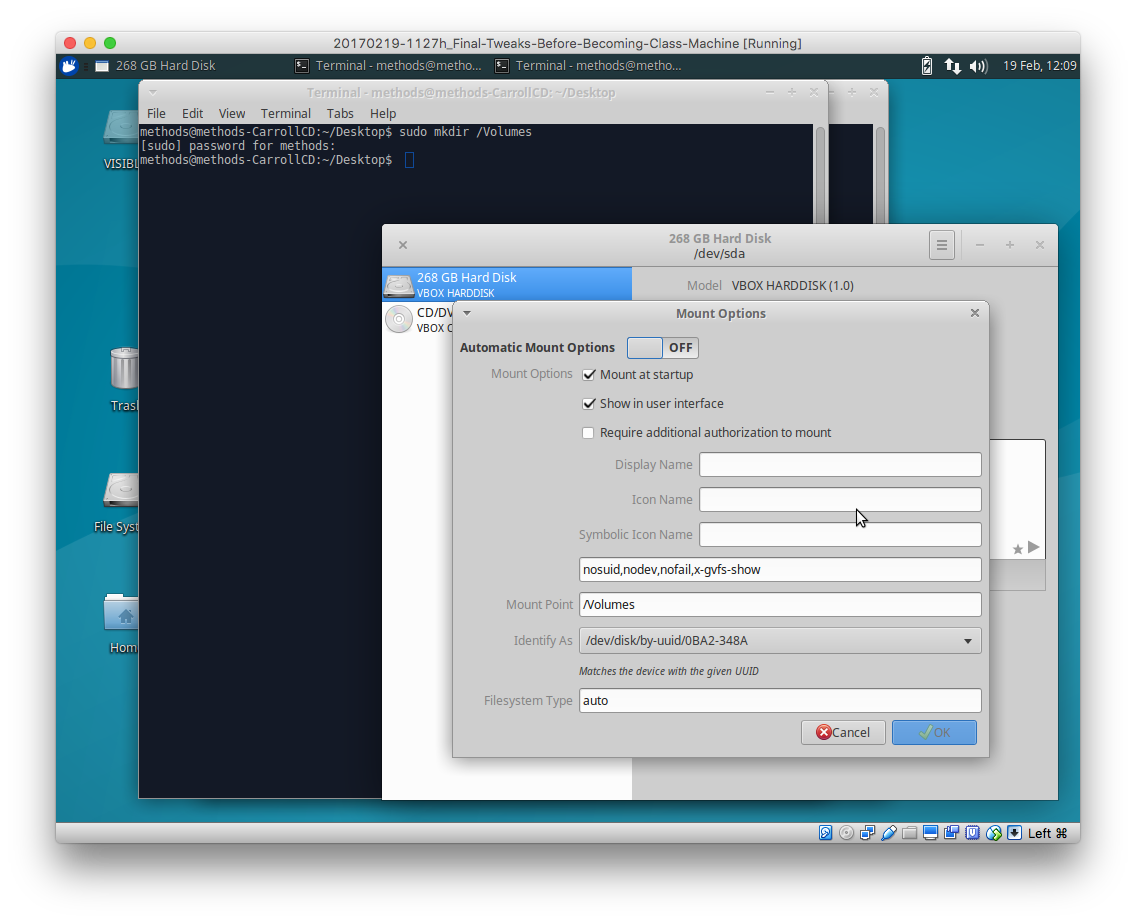 20170219-1127h_Final-Tweaks-Before-Becoming-Class-Machine [Running]
268 GB Hard Disk
Terminal - methods@metho...
Terminal - methods@metho...
19 Feb, 12:09
Terminal - methods@methods-CarrollCD: ~/Desktop
File Edit View Terminal Tabs Help
methods@methods-CarrollCD:~/Desktop$ sudo mkdir /Volumes
[sudo] password for methods:
methods@methods-CarrollCD:~/Desktop$
VISIBL
Trash
File Syst
Home
268 GB Hard Disk
/dev/sda
268 GB Hard Disk
VBOX HARDDISK
CD/DV
VBOX C
Model VBOX HARDDISK (1.0)
Mount Options
Automatic Mount Options OFF
Mount Options Mount at startup
Show in user interface
Require additional authorization to mount
Display Name
Icon Name
Symbolic Icon Name
nosuid,nodev,nofail,x-gvfs-show
Mount Point /Volumes
Identify As /dev/disk/by-uuid/0BA2-348A
Matches the device with the given UUID
Filesystem Type auto
Cancel OK
Left ⌘